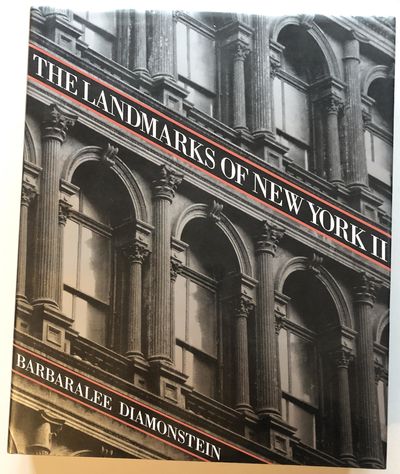 THE LANDMARKS OF NEW YORK II
BARBARALEE DIAMONSTEIN